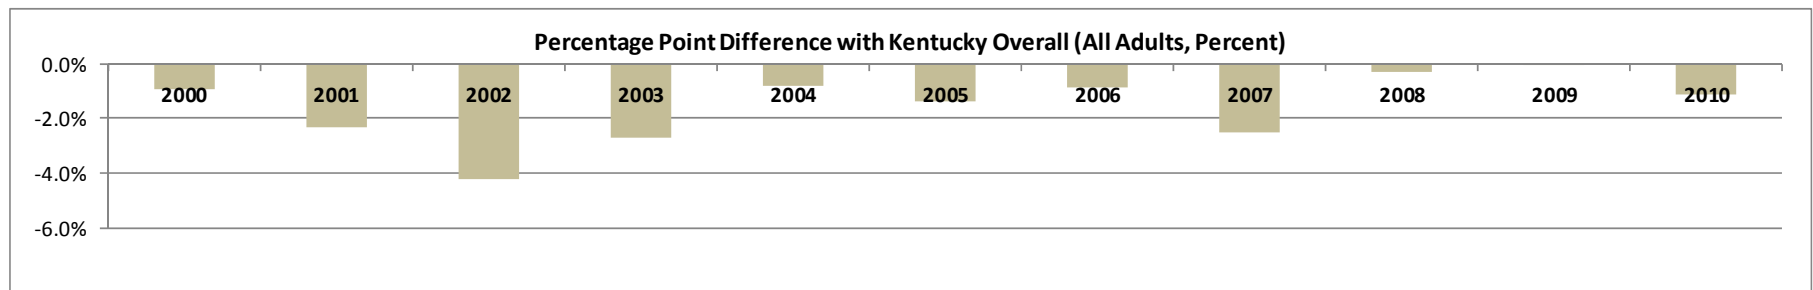 Percentage Point Difference with Kentucky Overall (All Adults, Percent)
0.0%
2000 2001 2002 2003 2004 2005 2006 2007 2008 2009 2010
-2.0%
-4.0%
-6.0%